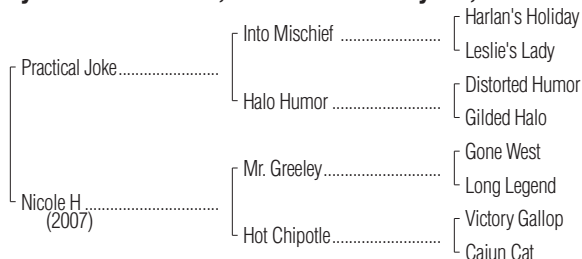 Harlan's Holiday
Into Mischief ........................
Leslie's Lady
Practical Joke........................
Distorted Humor
Halo Humor ..........................
Gilded Halo
Gone West
Mr. Greeley...........................
Long Legend
Nicole H ................................
(2007)
Victory Gallop
Hot Chipotle..........................
Cajun Cat